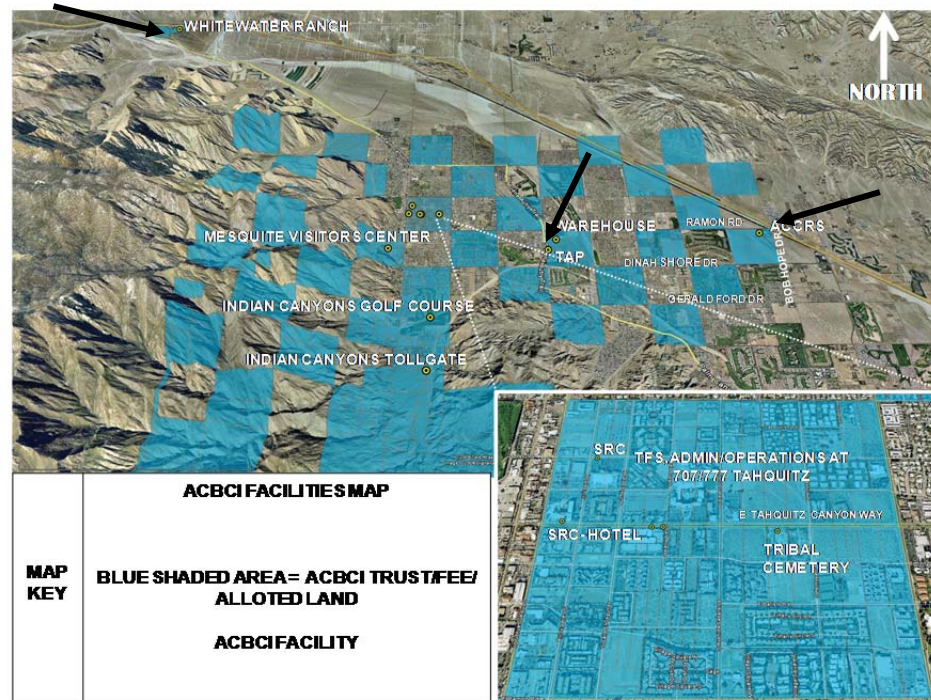 WHITEWATER RANCH
NORTH
WAREHOUSE
RAMON RD
ACCRS
MESQUITE VISITORS CENTER
TAP
DINAH SHORE DR
BOB HOPE DR
GERALD FORD DR
INDIAN CANYONS GOLF COURSE
INDIAN CANYONS TOLLGATE
SRC
TFS, ADMIN/OPERATIONS AT
707/777 TAHQUITZ
E TAHQUITZ CANYON WAY
SRC-HOTEL
TRIBAL
CEMETERY
ACBCI FACILITIES MAP
MAP
KEY
BLUE SHADED AREA = ACBCI TRUST/FEE/
ALLOTED LAND
ACBCI FACILITY